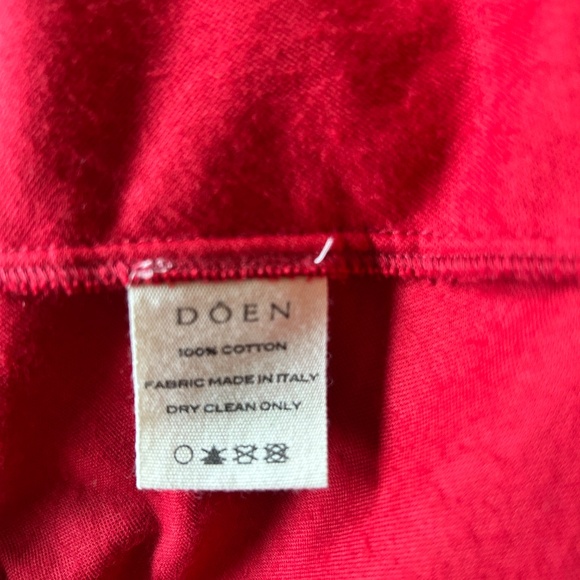 DÔEN
100% COTTON
FABRIC MADE IN ITALY
DRY CLEAN ONLY